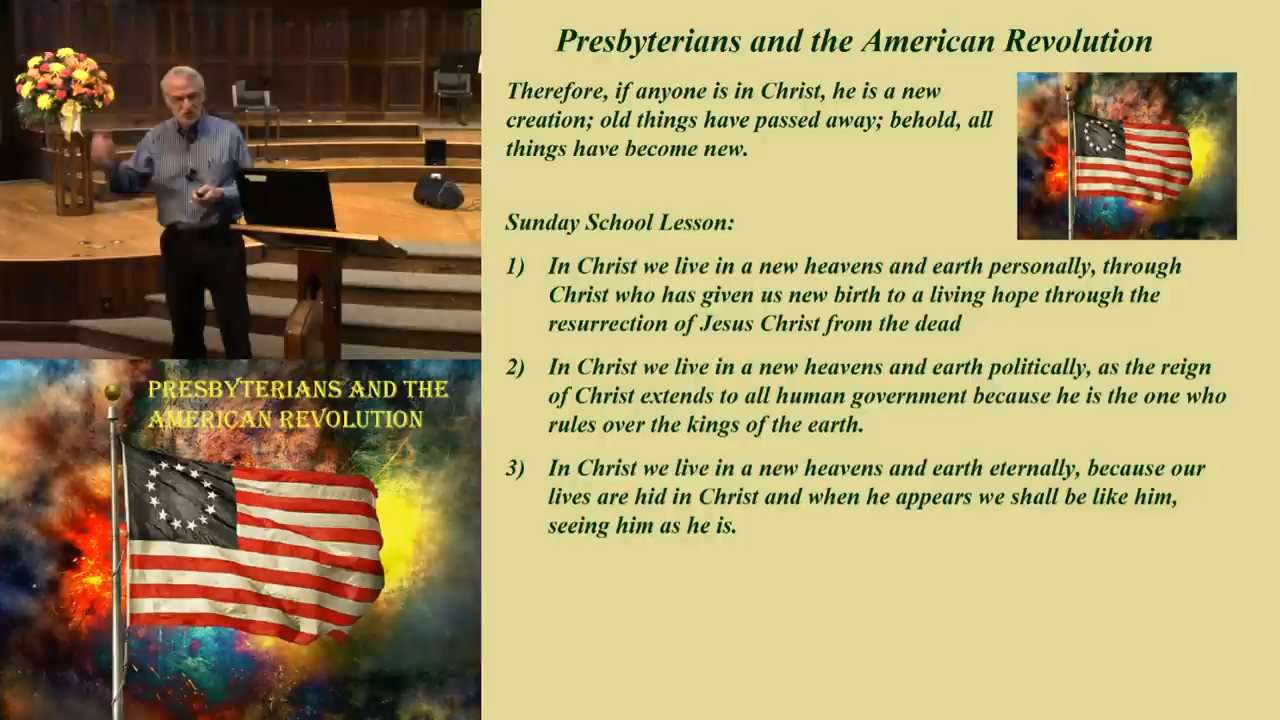 Presbyterians and the American Revolution
Therefore, if anyone is in Christ, he is a new
creation; old things have passed away; behold, all
things have become new.
Sunday School Lesson:
1) In Christ we live in a new heavens and earth personally, through
Christ who has given us new birth to a living hope through the
resurrection of Jesus Christ from the dead
2) In Christ we live in a new heavens and earth politically, as the reign
of Christ extends to all human government because he is the one who
rules over the kings of the earth.
3) In Christ we live in a new heavens and earth eternally, because our
lives are hid in Christ and when he appears we shall be like him,
seeing him as he is.
PRESBYTERIANS AND THE
AMERICAN REVOLUTION